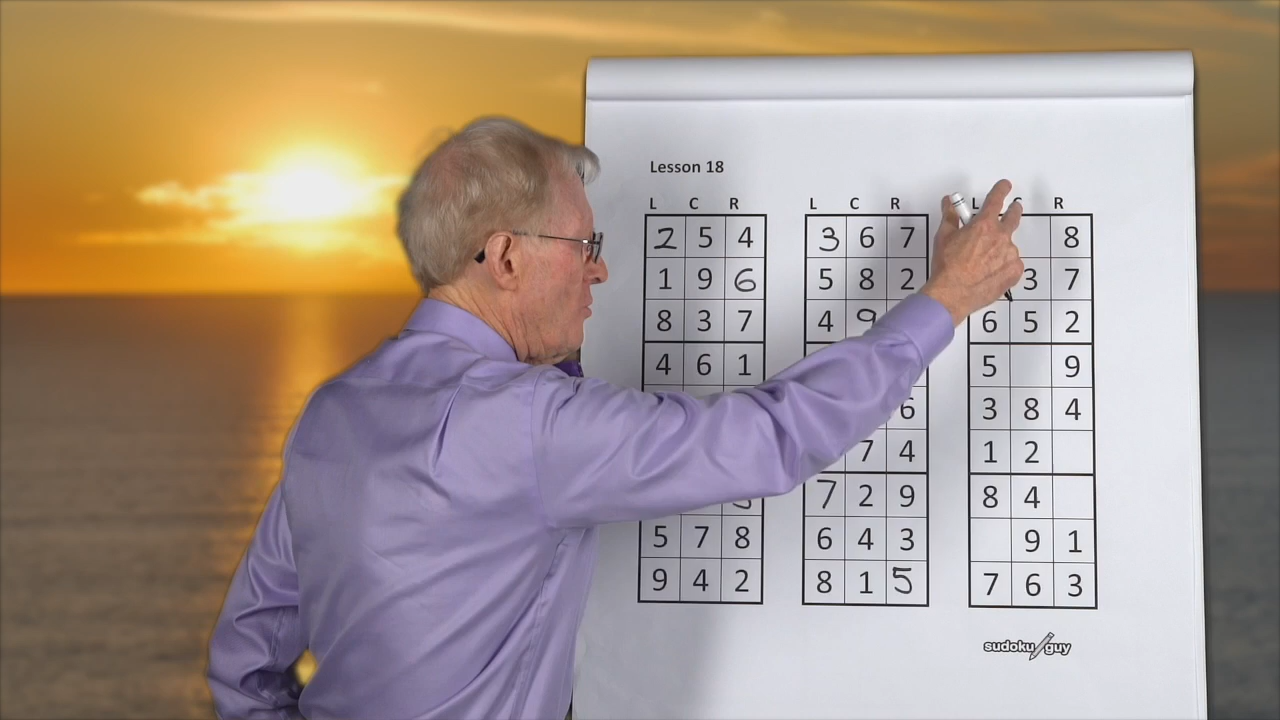 Lesson 18
L C R L C R L C R
2 5 4 3 6 7 8
1 9 6 5 8 2 3 7
8 3 7 4 9 6 5 2
4 6 1 5 9
6 3 8 4
7 4 1 2
7 2 9 8 4
5 7 8 6 4 3 9 1
9 4 2 8 1 5 7 6 3
sudoku guy